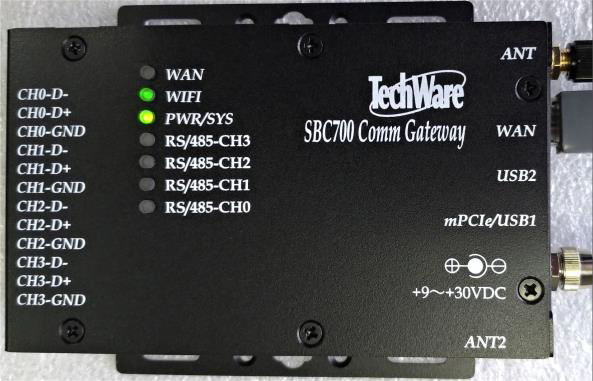 CH0-D-
CH0-D+
CH0-GND
CH1-D-
CH1-D+
CH1-GND
CH2-D-
CH2-D+
CH2-GND
CH3-D-
CH3-D+
CH3-GND
WAN
WIFI
PWR/SYS
RS/485-CH3
RS/485-CH2
RS/485-CH1
RS/485-CH0
TechWare
SBC700 Comm Gateway
ANT
WAN
USB2
mPCIe/USB1
+9～+30VDC
ANT2